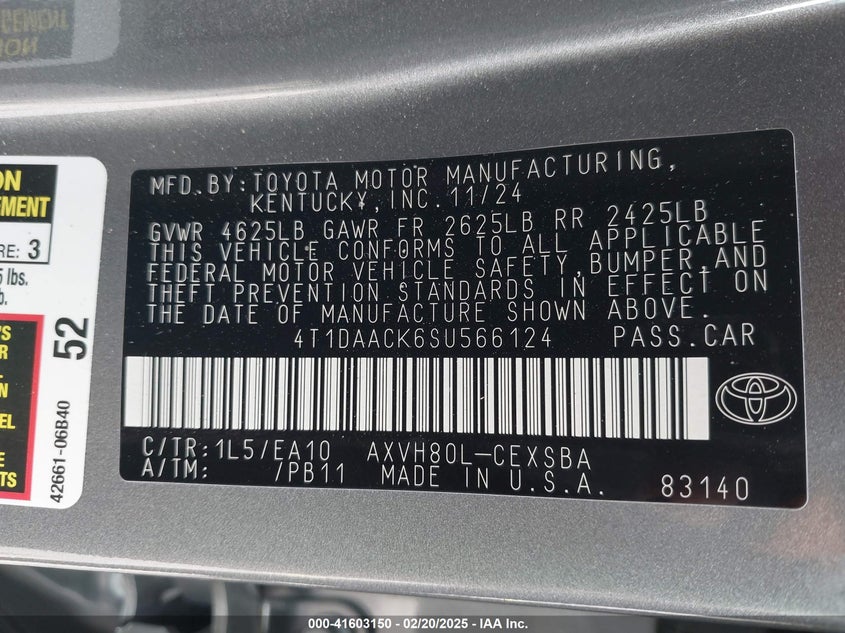 ON
EMENT
RE: 3
5 lbs.
b.
52
42661-06B40
MFD. BY: TOYOTA MOTOR MANUFACTURING,
KENTUCKY, INC. 11/24
GVWR 4625LB GAWR FR 2625LB RR 2425LB
THIS VEHICLE CONFORMS TO ALL APPLICABLE
FEDERAL MOTOR VEHICLE SAFETY, BUMPER, AND
THEFT PREVENTION STANDARDS IN EFFECT ON
THE DATE OF MANUFACTURE SHOWN ABOVE.
4T1DAACK6SU566124 PASS.CAR
C/TR: 1L5/EA10 AXVH80L-CEXSBA
A/TM: /PB11 MADE IN U.S.A. 83140
000-41603150 - 02/20/2025 - IAA Inc.